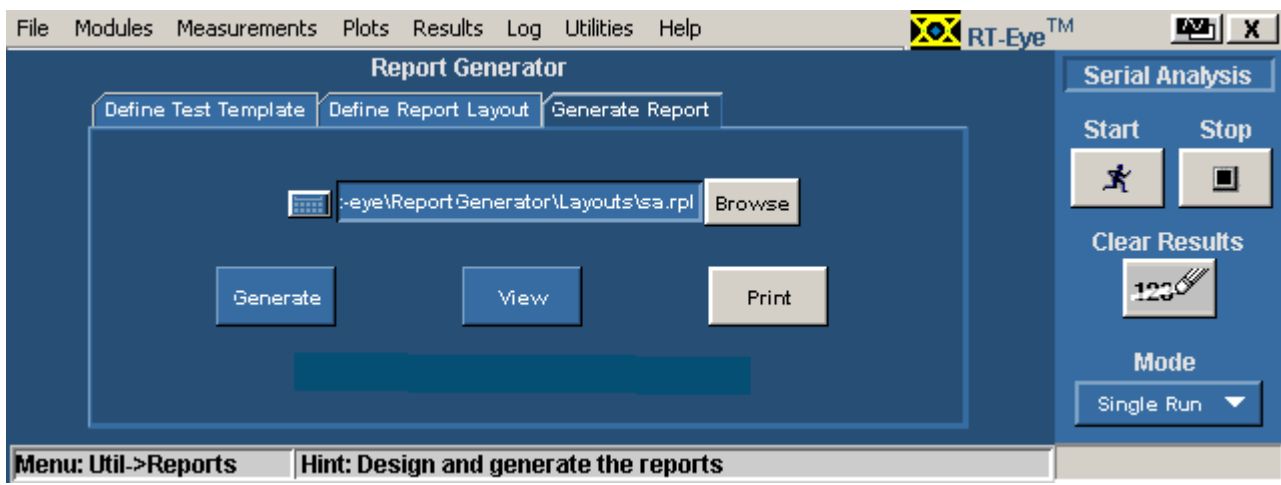 File Modules Measurements Plots Results Log Utilities Help RT-Eye™ X
Report Generator
Define Test Template Define Report Layout Generate Report
:-eye\ReportGenerator\Layouts\sa.rpl Browse
Generate View Print
Serial Analysis
Start Stop
Clear Results
123
Mode
Single Run
Menu: Util->Reports Hint: Design and generate the reports